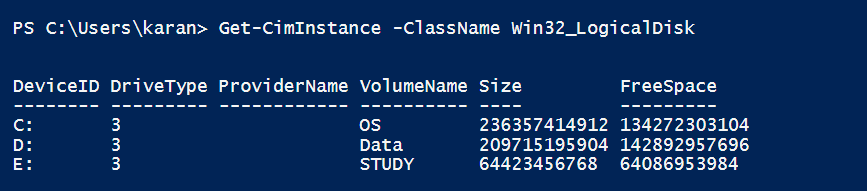 PS C:\Users\karan> Get-CimInstance -ClassName Win32_LogicalDisk
DeviceID DriveType ProviderName VolumeName Size FreeSpace
-------- --------- ------------ ---------- ---- ---------
C: 3 OS 236357414912 134272303104
D: 3 Data 209715195904 142892957696
E: 3 STUDY 64423456768 64086953984